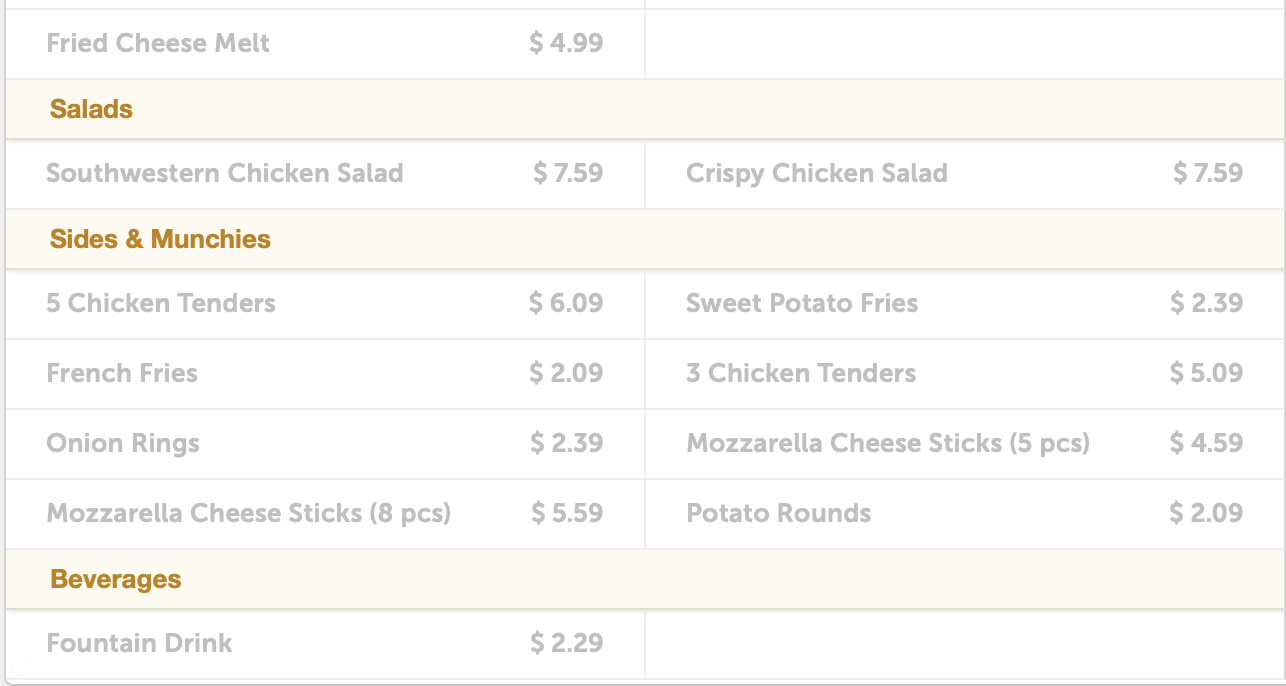 Fried Cheese Melt $ 4.99
Salads
Southwestern Chicken Salad $ 7.59 Crispy Chicken Salad $ 7.59
Sides & Munchies
5 Chicken Tenders $ 6.09 Sweet Potato Fries $ 2.39
French Fries $ 2.09 3 Chicken Tenders $ 5.09
Onion Rings $ 2.39 Mozzarella Cheese Sticks (5 pcs) $ 4.59
Mozzarella Cheese Sticks (8 pcs) $ 5.59 Potato Rounds $ 2.09
Beverages
Fountain Drink $ 2.29